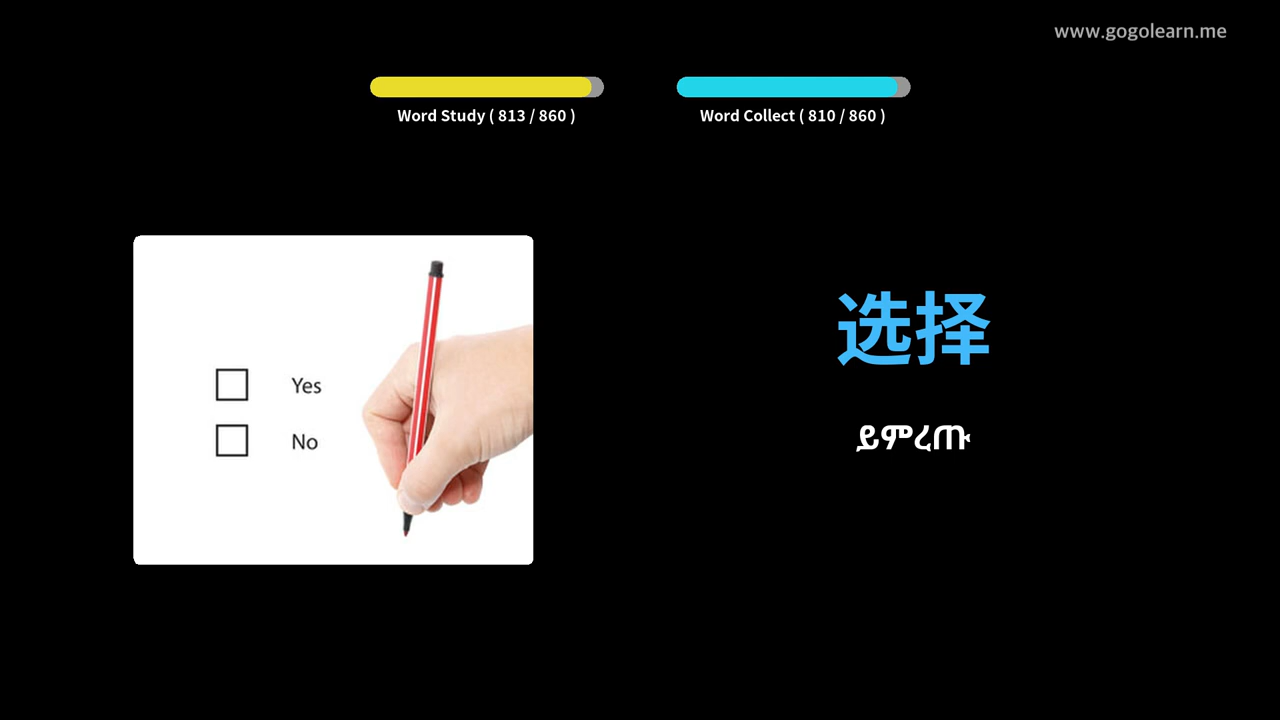 www.gogolearn.me
Word Study ( 813 / 860 )
Word Collect ( 810 / 860 )
选择
ይምረጡ
Yes
No